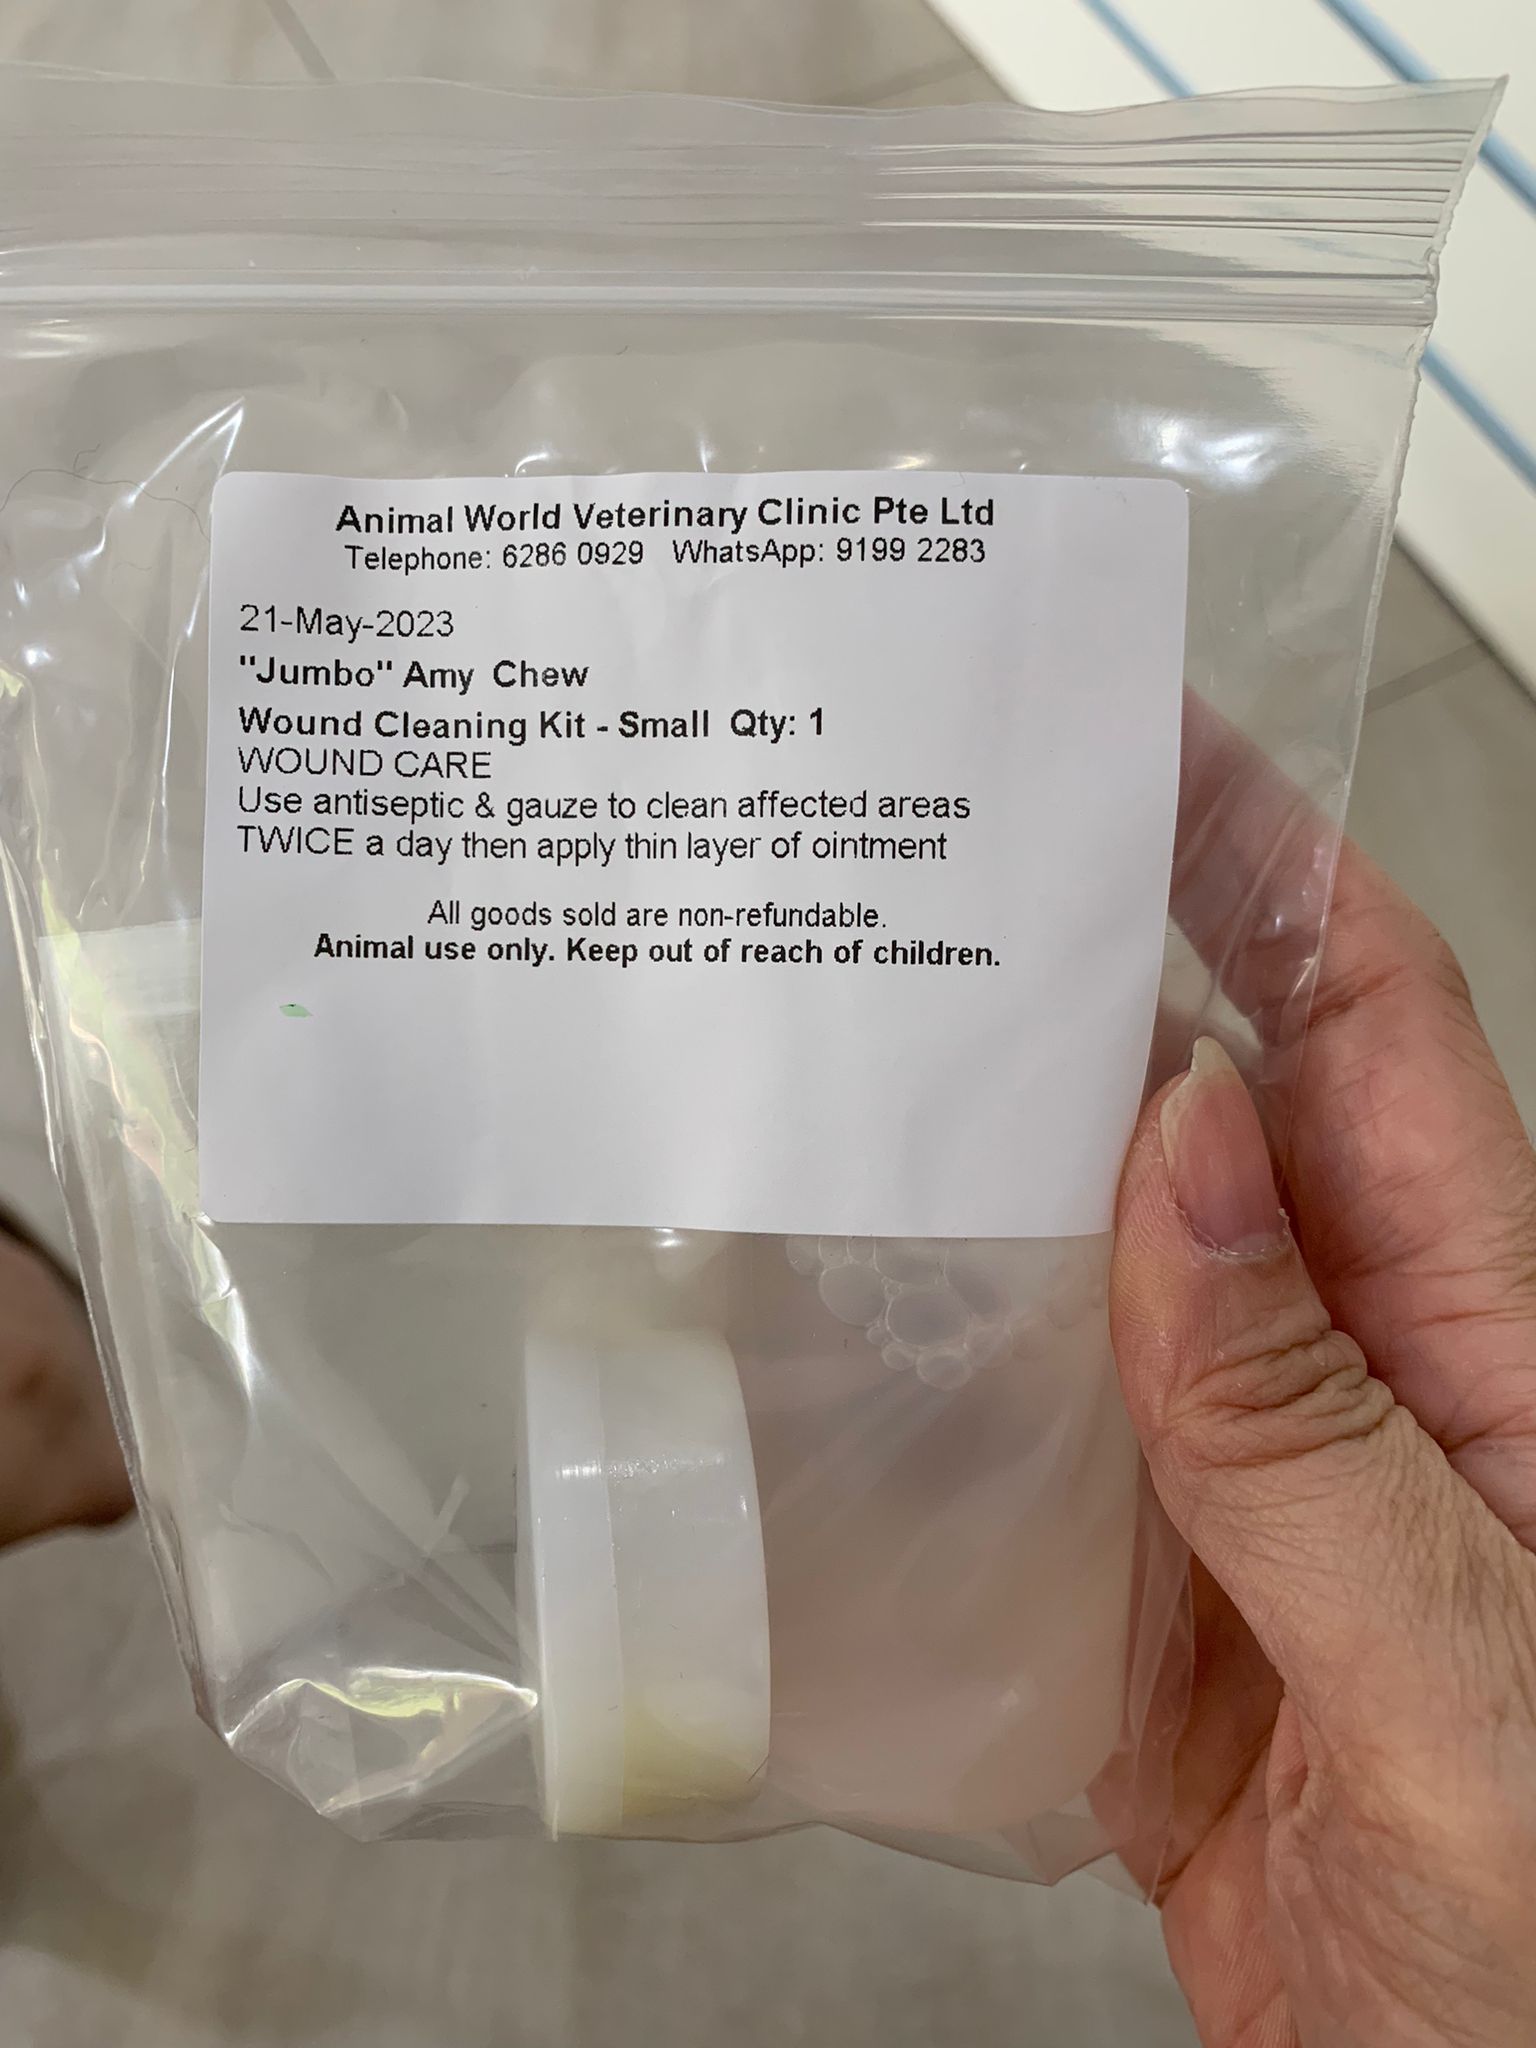 Animal World Veterinary Clinic Pte Ltd
Telephone: 6286 0929 WhatsApp: 9199 2283
21-May-2023
"Jumbo" Amy Chew
Wound Cleaning Kit - Small Qty: 1
WOUND CARE
Use antiseptic & gauze to clean affected areas
TWICE a day then apply thin layer of ointment
All goods sold are non-refundable.
Animal use only. Keep out of reach of children.